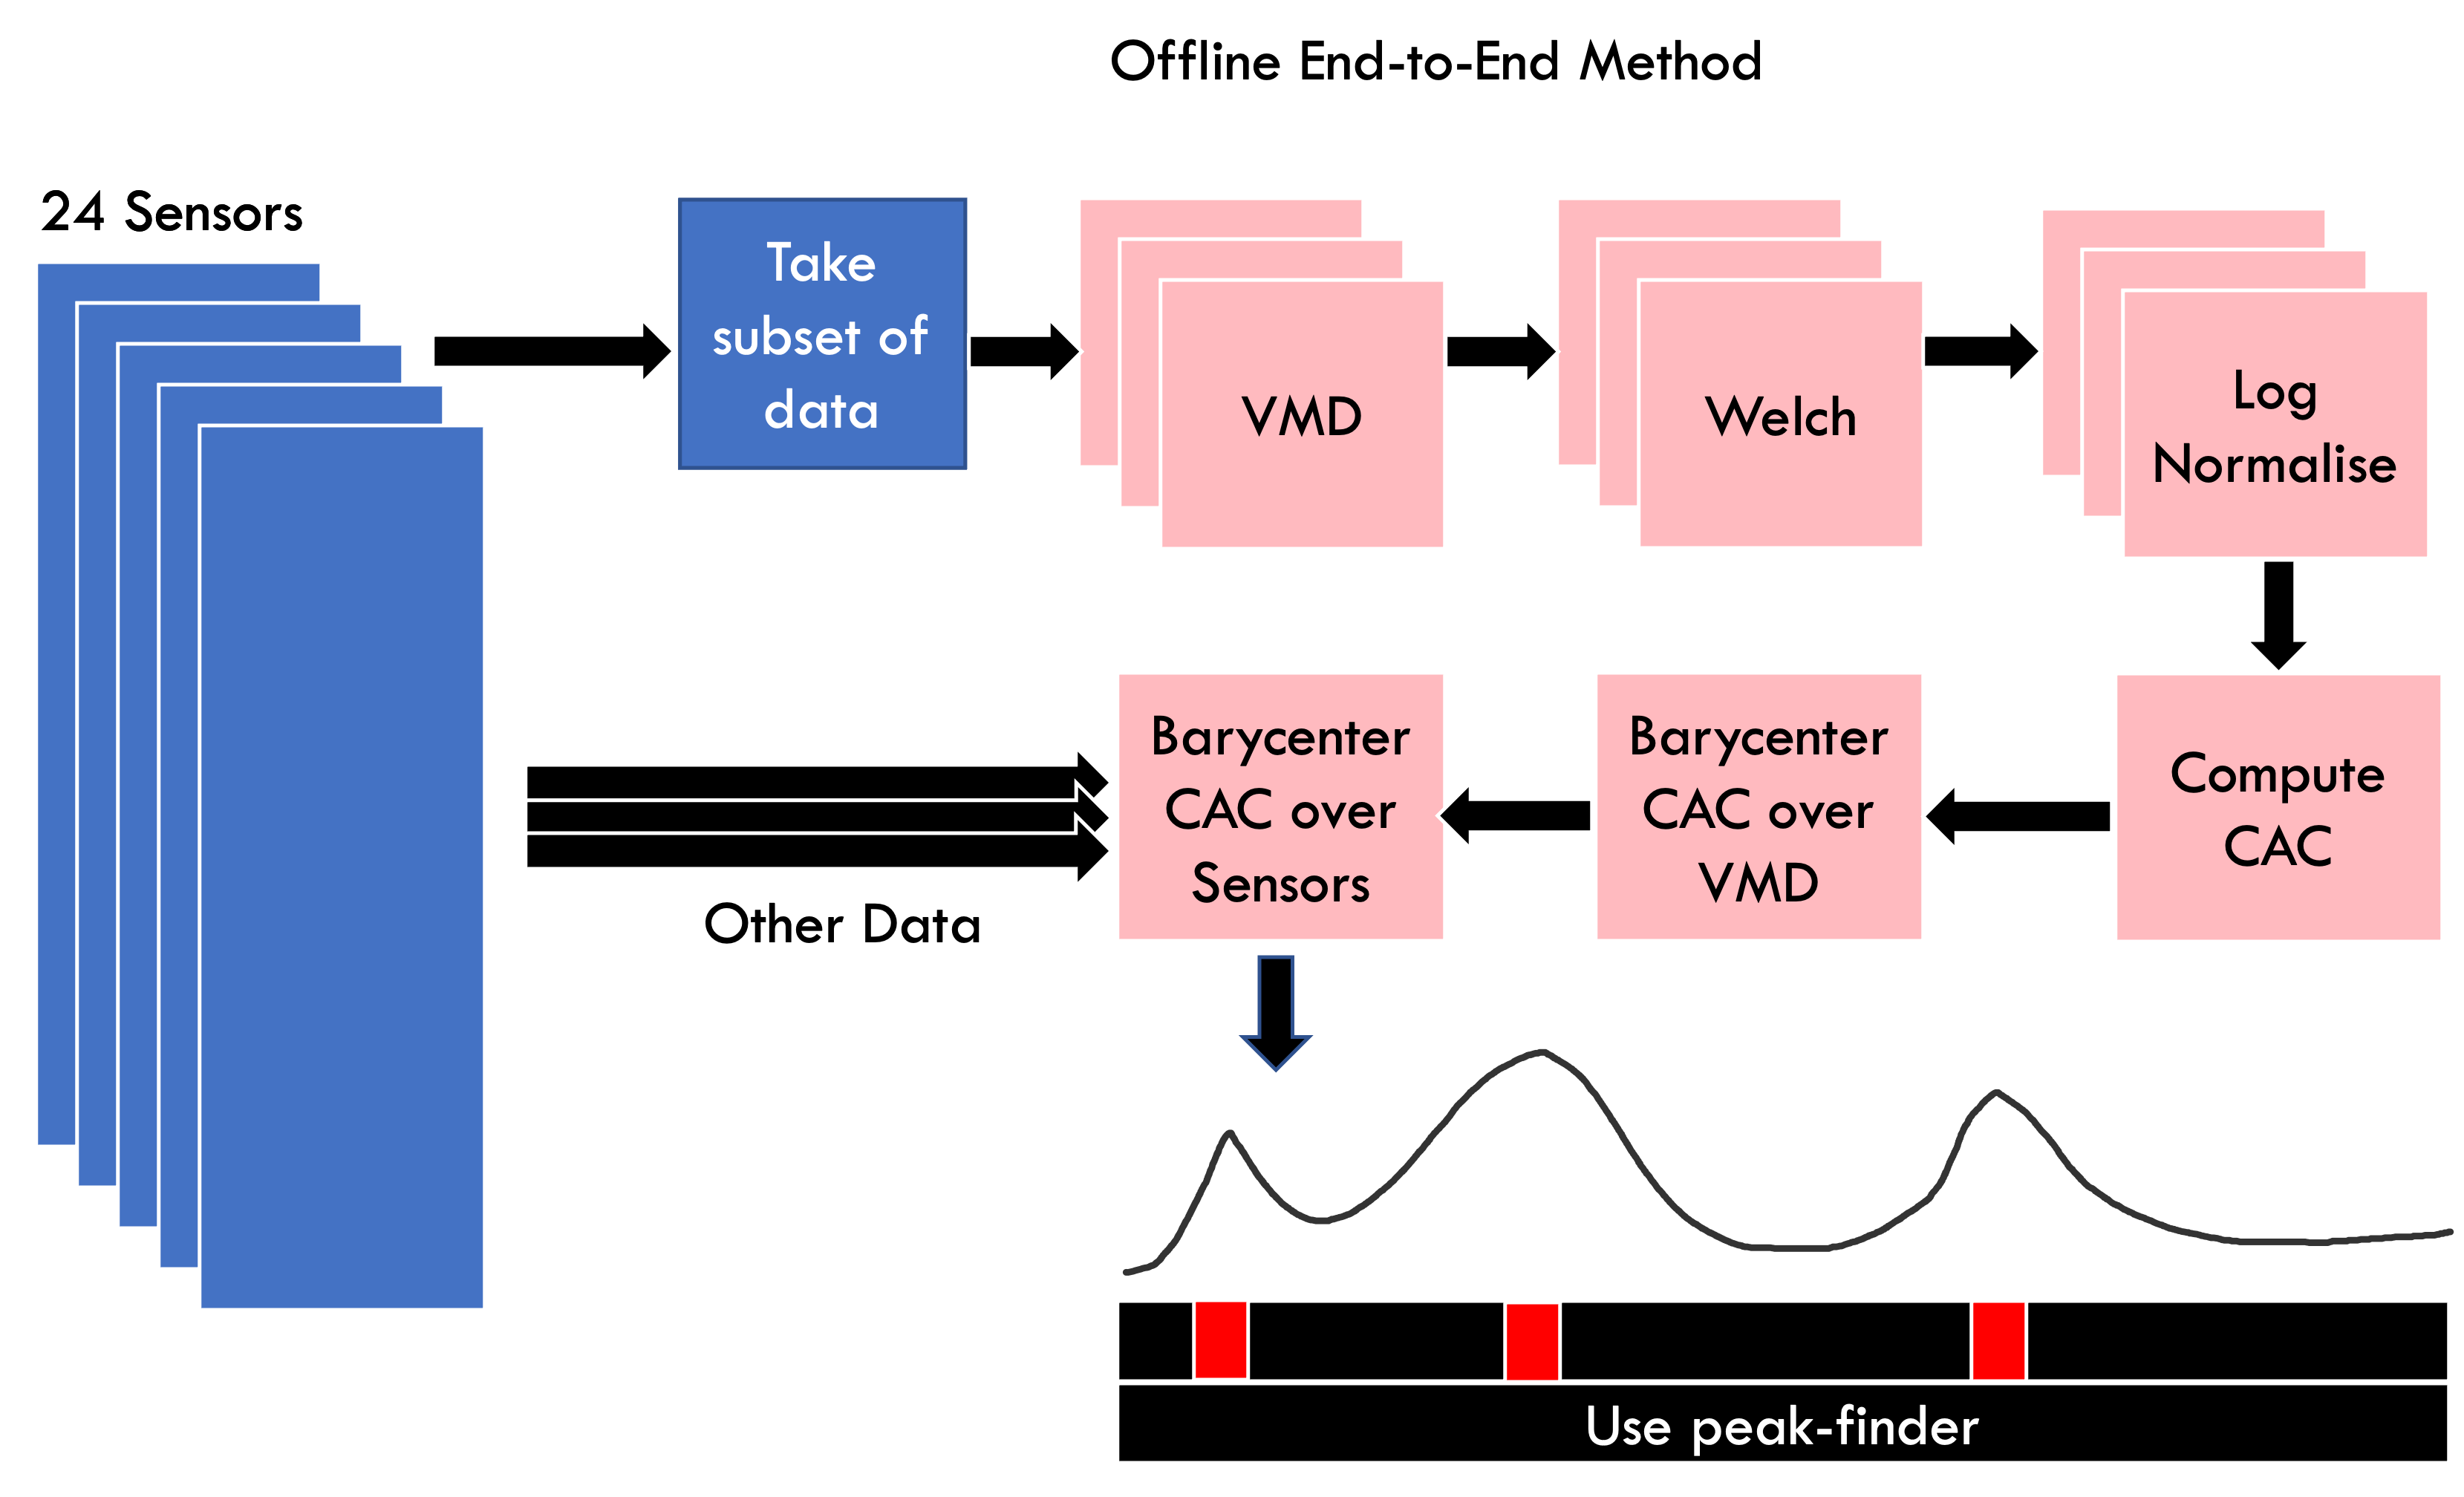 Offline End-to-End Method
24 Sensors
Take
subset of
data
VMD
Welch
Log
Normalise
Barycenter
CAC over
Sensors
Barycenter
CAC over
VMD
Compute
CAC
Other Data
Use peak-finder